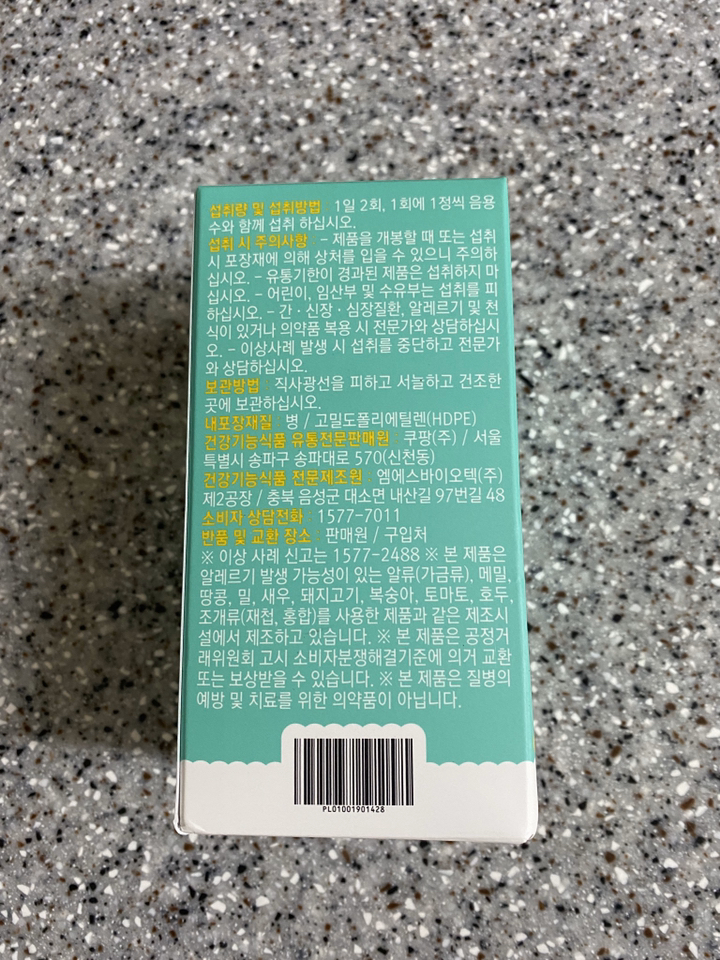 섭취량 및 섭취방법 : 1일 2회, 1회에 1정씩 음용
수와 함께 섭취 하십시오.
섭취 시 주의사항 : - 제품을 개봉할 때 또는 섭취
시 포장재에 의해 상처를 입을 수 있으니 주의하
십시오. - 유통기한이 경과된 제품은 섭취하지 마
십시오. - 어린이, 임산부 및 수유부는 섭취를 피
하십시오. - 간·신장·심장질환, 알레르기 및 천
식이 있거나 의약품 복용 시 전문가와 상담하십시
오. - 이상사례 발생 시 섭취를 중단하고 전문가
와 상담하십시오.
보관방법 : 직사광선을 피하고 서늘하고 건조한
곳에 보관하십시오.
내포장재질 : 병 / 고밀도폴리에틸렌(HDPE)
건강기능식품 유통전문판매원 : 쿠팡(주) / 서울
특별시 송파구 송파대로 570(신천동)
건강기능식품 전문제조원 : 엠에스바이오텍(주)
제2공장 / 충북 음성군 대소면 내산길 97번길 48
소비자 상담전화 : 1577-7011
반품 및 교환 장소 : 판매원 / 구입처
※ 이상 사례 신고는 1577-2488 ※ 본 제품은
알레르기 발생 가능성이 있는 알류(가금류), 메밀,
땅콩, 밀, 새우, 돼지고기, 복숭아, 토마토, 호두,
조개류(재첩, 홍합)를 사용한 제품과 같은 제조시
설에서 제조하고 있습니다. ※ 본 제품은 공정거
래위원회 고시 소비자분쟁해결기준에 의거 교환
또는 보상받을 수 있습니다. ※ 본 제품은 질병의
예방 및 치료를 위한 의약품이 아닙니다.
PL01001901428